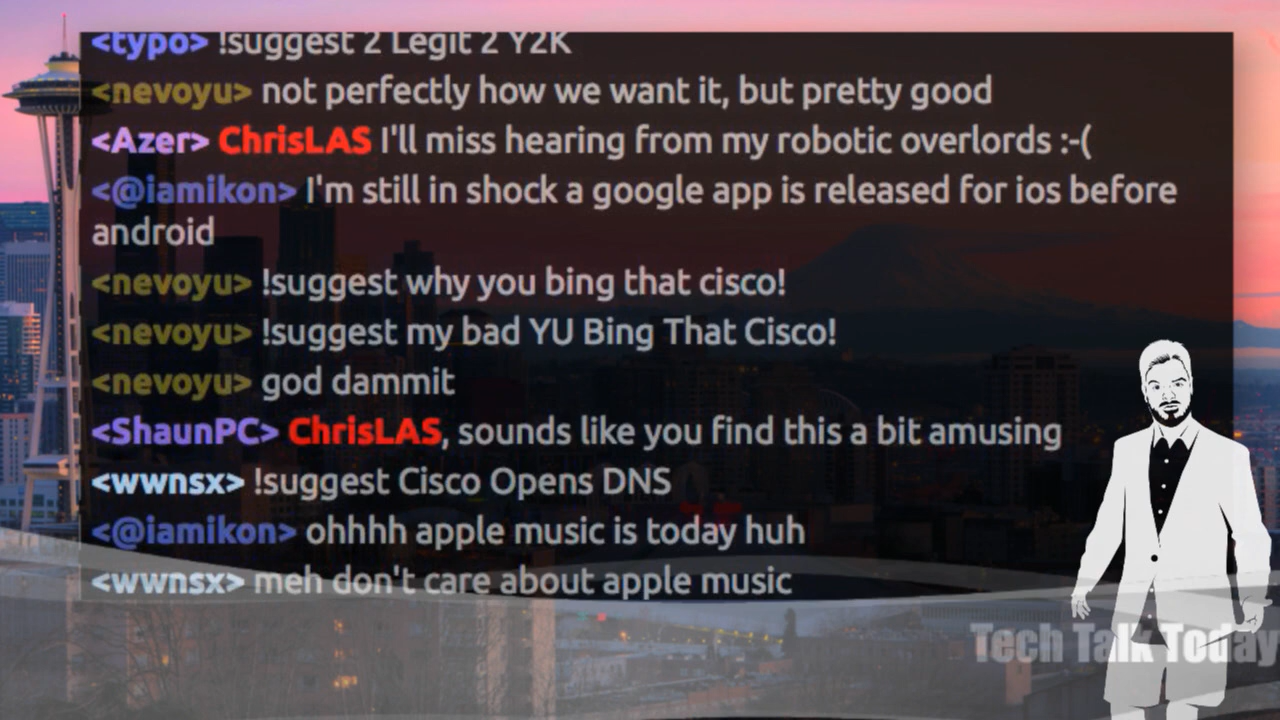 <typo> !suggest 2 Legit 2 Y2K
<nevoyu> not perfectly how we want it, but pretty good
<Azer> ChrisLAS I'll miss hearing from my robotic overlords :-(
<@iamikon> I'm still in shock a google app is released for ios before
android
<nevoyu> !suggest why you bing that cisco!
<nevoyu> !suggest my bad YU Bing That Cisco!
<nevoyu> god dammit
<ShaunPC> ChrisLAS, sounds like you find this a bit amusing
<wwnsx> !suggest Cisco Opens DNS
<@iamikon> ohhhh apple music is today huh
<wwnsx> meh don't care about apple music
Tech Talk Today